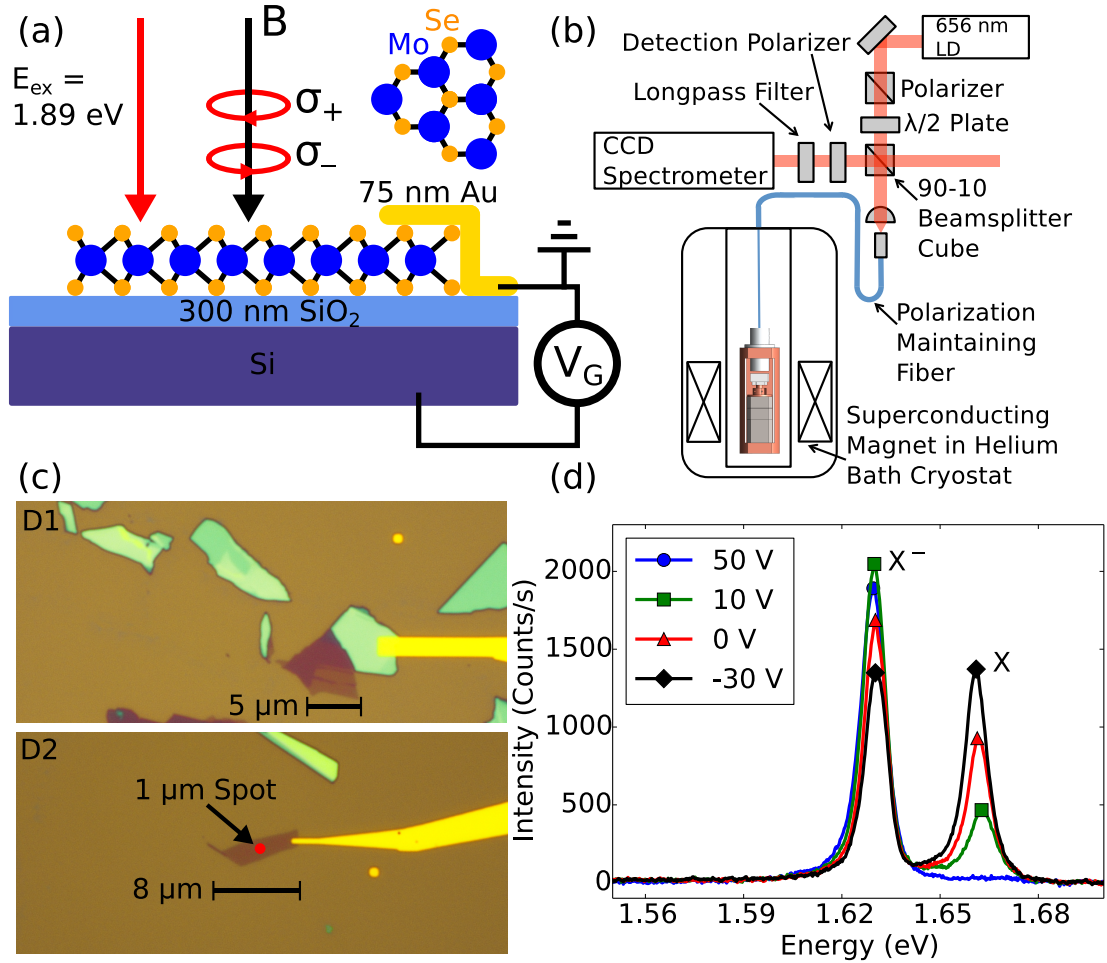 (a)
E_ex =
1.89 eV
B
σ+
σ−
Se
Mo
75 nm Au
300 nm SiO₂
Si
V_G
(b)
656 nm
LD
Detection Polarizer
Longpass Filter
Polarizer
λ/2 Plate
CCD
Spectrometer
90-10
Beamsplitter
Cube
Polarization
Maintaining
Fiber
Superconducting
Magnet in Helium
Bath Cryostat
(c)
D1
5 μm
D2
1 μm Spot
8 μm
(d)
50 V
10 V
0 V
-30 V
X⁻
X
Intensity (Counts/s)
2000
1500
1000
500
0
1.56
1.59
1.62
1.65
1.68
Energy (eV)